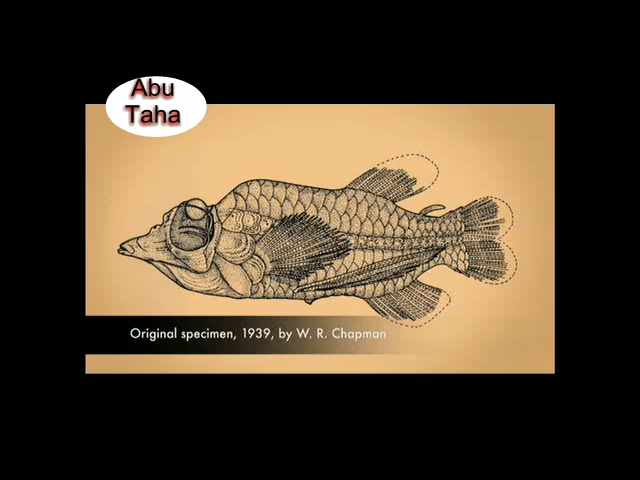 Abu
Taha
Original specimen, 1939, by W. R. Chapman